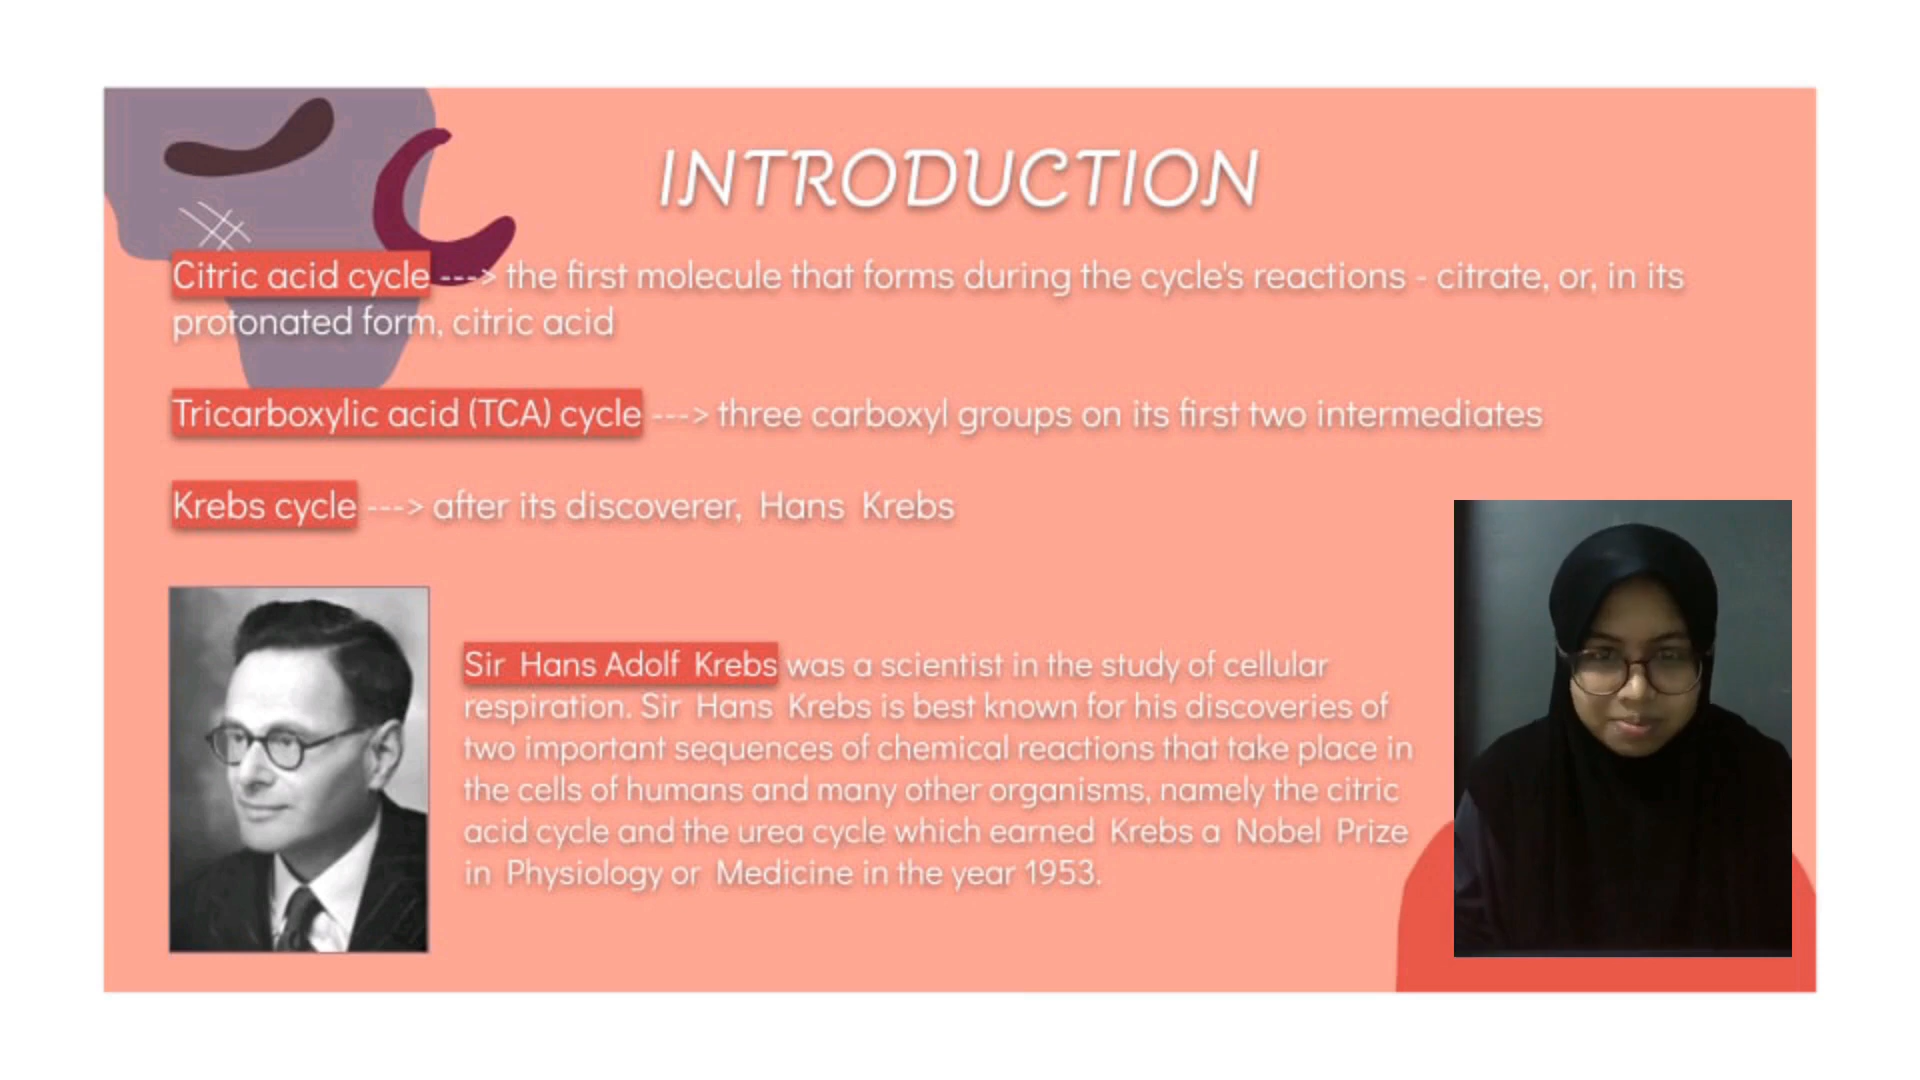 INTRODUCTION
Citric acid cycle ---> the first molecule that forms during the cycle's reactions - citrate, or, in its
protonated form, citric acid
Tricarboxylic acid (TCA) cycle ---> three carboxyl groups on its first two intermediates
Krebs cycle ---> after its discoverer, Hans Krebs
Sir Hans Adolf Krebs was a scientist in the study of cellular
respiration. Sir Hans Krebs is best known for his discoveries of
two important sequences of chemical reactions that take place in
the cells of humans and many other organisms, namely the citric
acid cycle and the urea cycle which earned Krebs a Nobel Prize
in Physiology or Medicine in the year 1953.